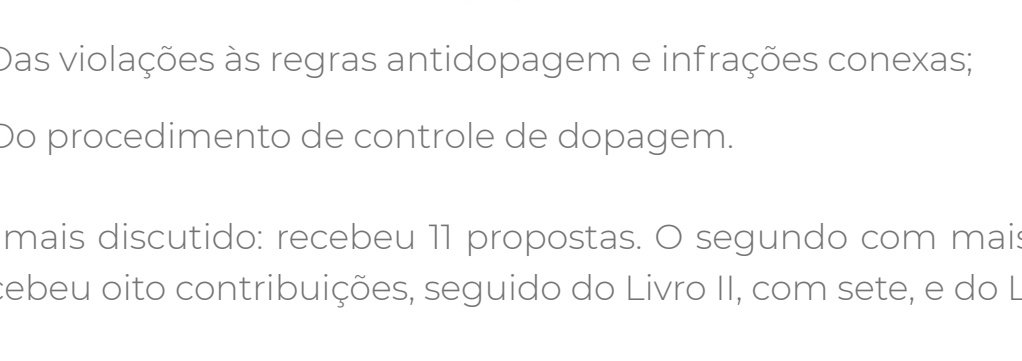 Das violações às regras antidopagem e infrações conexas;
Do procedimento de controle de dopagem.
mais discutido: recebeu 11 propostas. O segundo com mais
recebeu oito contribuições, seguido do Livro II, com sete, e do L